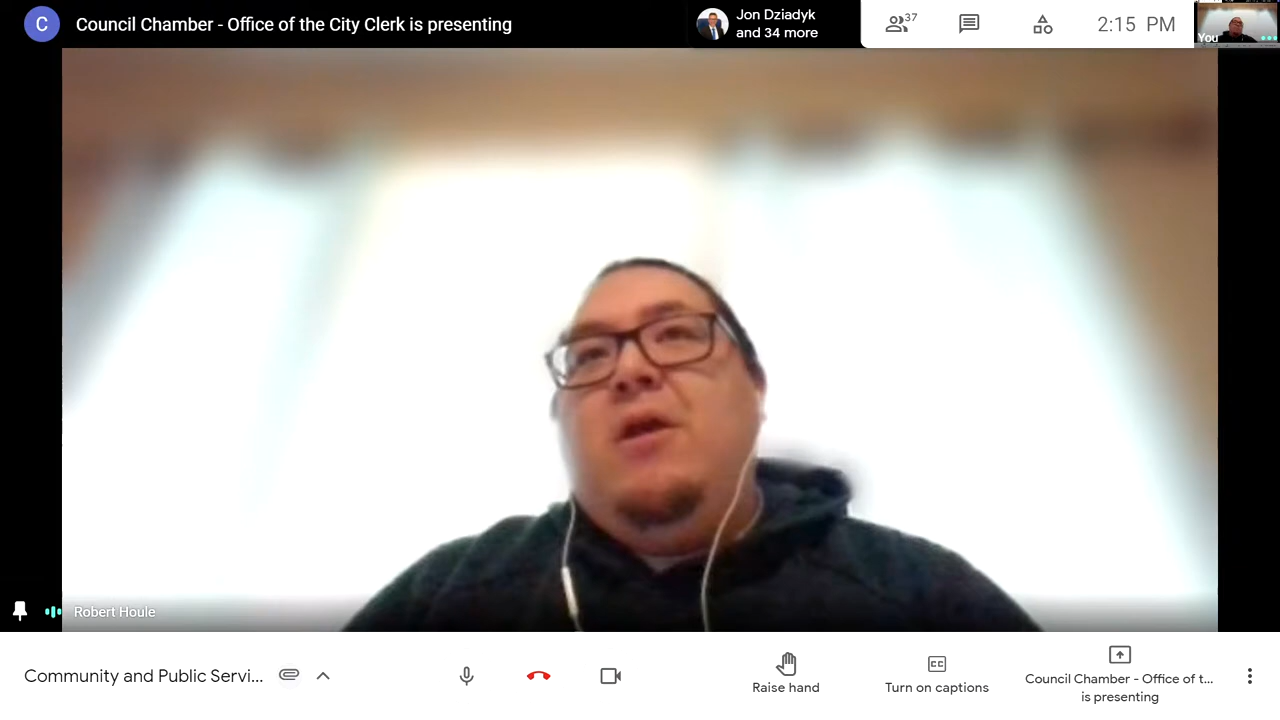 C
Council Chamber - Office of the City Clerk is presenting
Jon Dziadyk
and 34 more
37
2:15 PM
You
Robert Houle
Community and Public Servi...
Raise hand
CC
Turn on captions
Council Chamber - Office of t...
is presenting